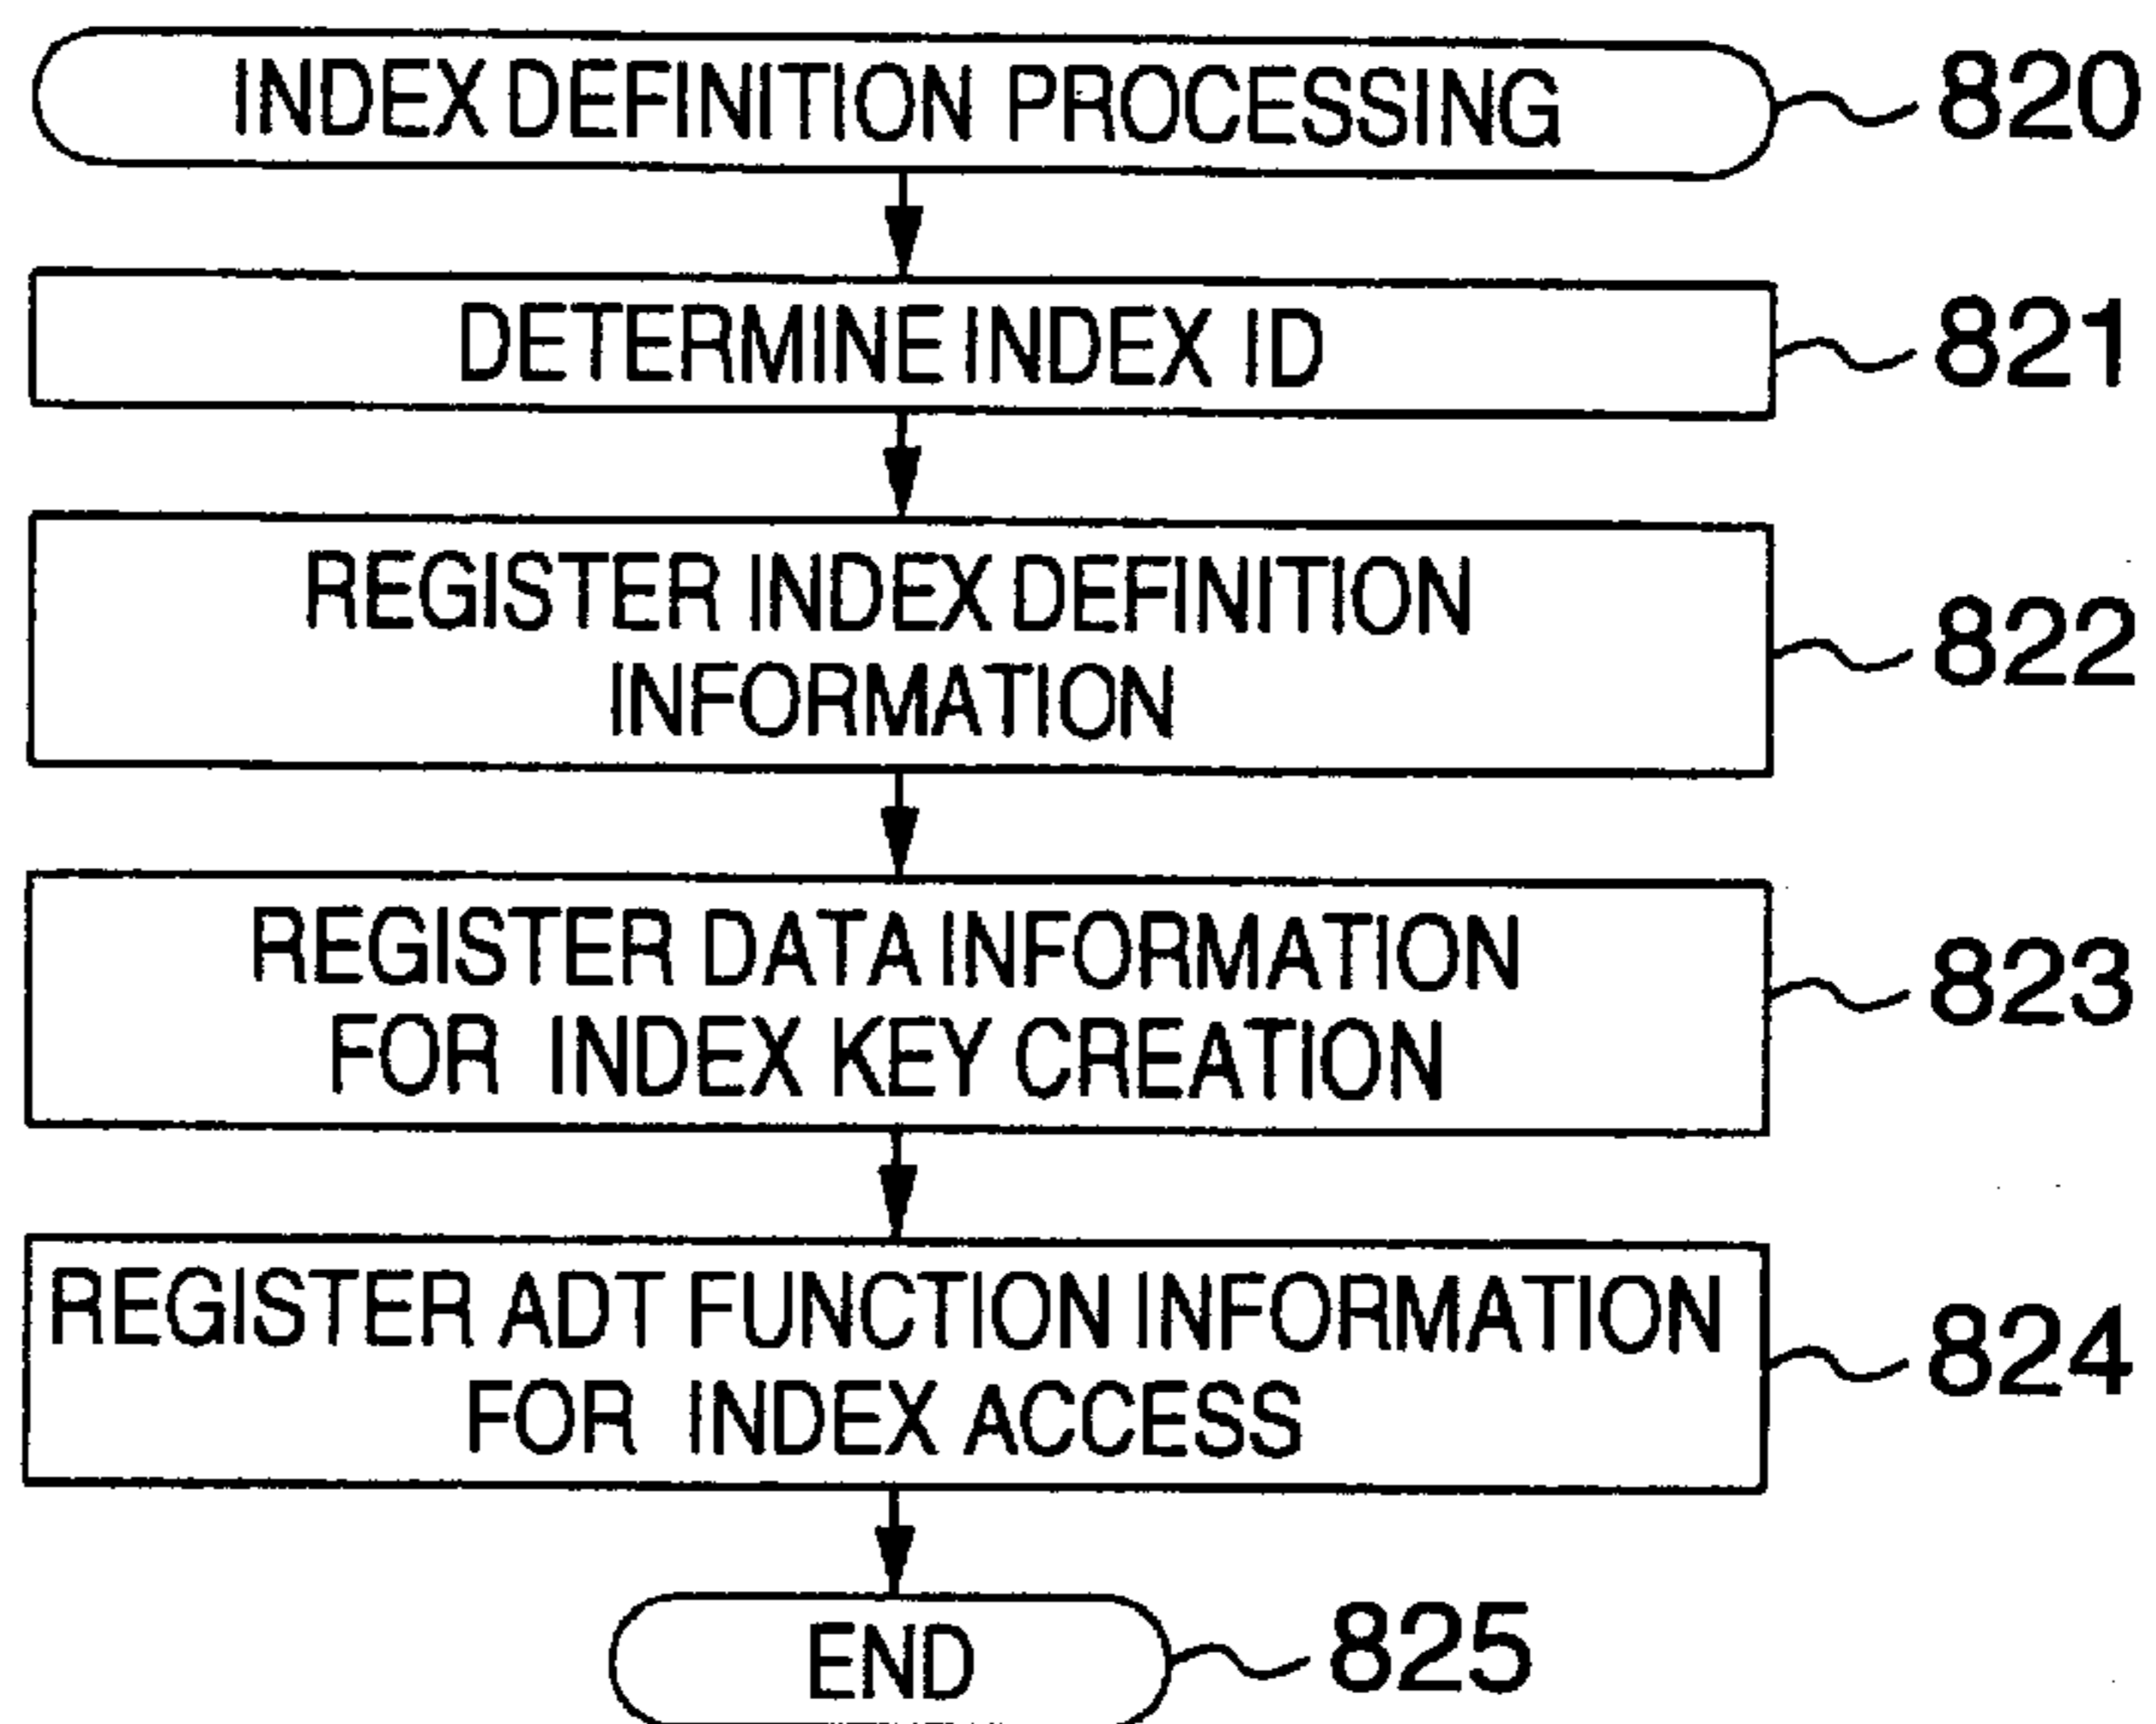 INDEX DEFINITION PROCESSING 820
DETERMINE INDEX ID 821
REGISTER INDEX DEFINITION
INFORMATION
822
REGISTER DATA INFORMATION
FOR INDEX KEY CREATION
823
REGISTER ADT FUNCTION INFORMATION
FOR INDEX ACCESS
824
END 825